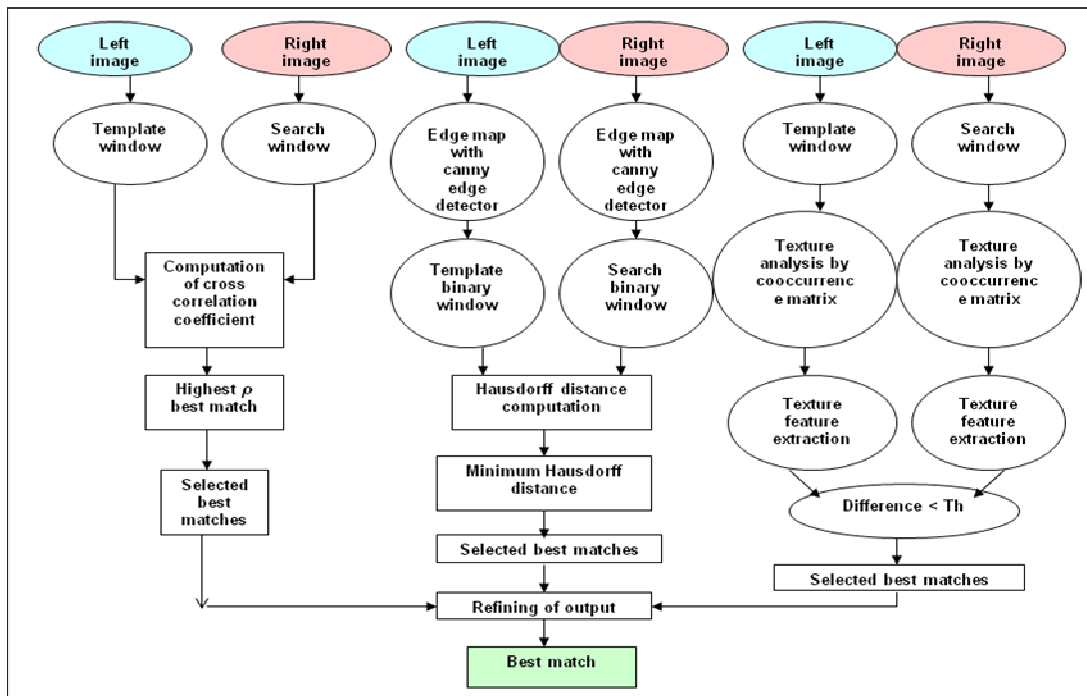 Left
image
Right
image
Left
image
Right
image
Left
image
Right
image
Template
window
Search
window
Edge map
with
canny
edge
detector
Edge map
with
canny
edge
detector
Template
window
Search
window
Computation
of cross
correlation
coefficient
Template
binary
window
Search
binary
window
Texture
analysis by
cooccurrenc
e matrix
Texture
analysis by
cooccurrenc
e matrix
Highest ρ
best match
Hausdorff distance
computation
Texture
feature
extraction
Texture
feature
extraction
Selected
best
matches
Minimum Hausdorff
distance
Difference < Th
Selected best matches
Selected best matches
Refining of output
Best match